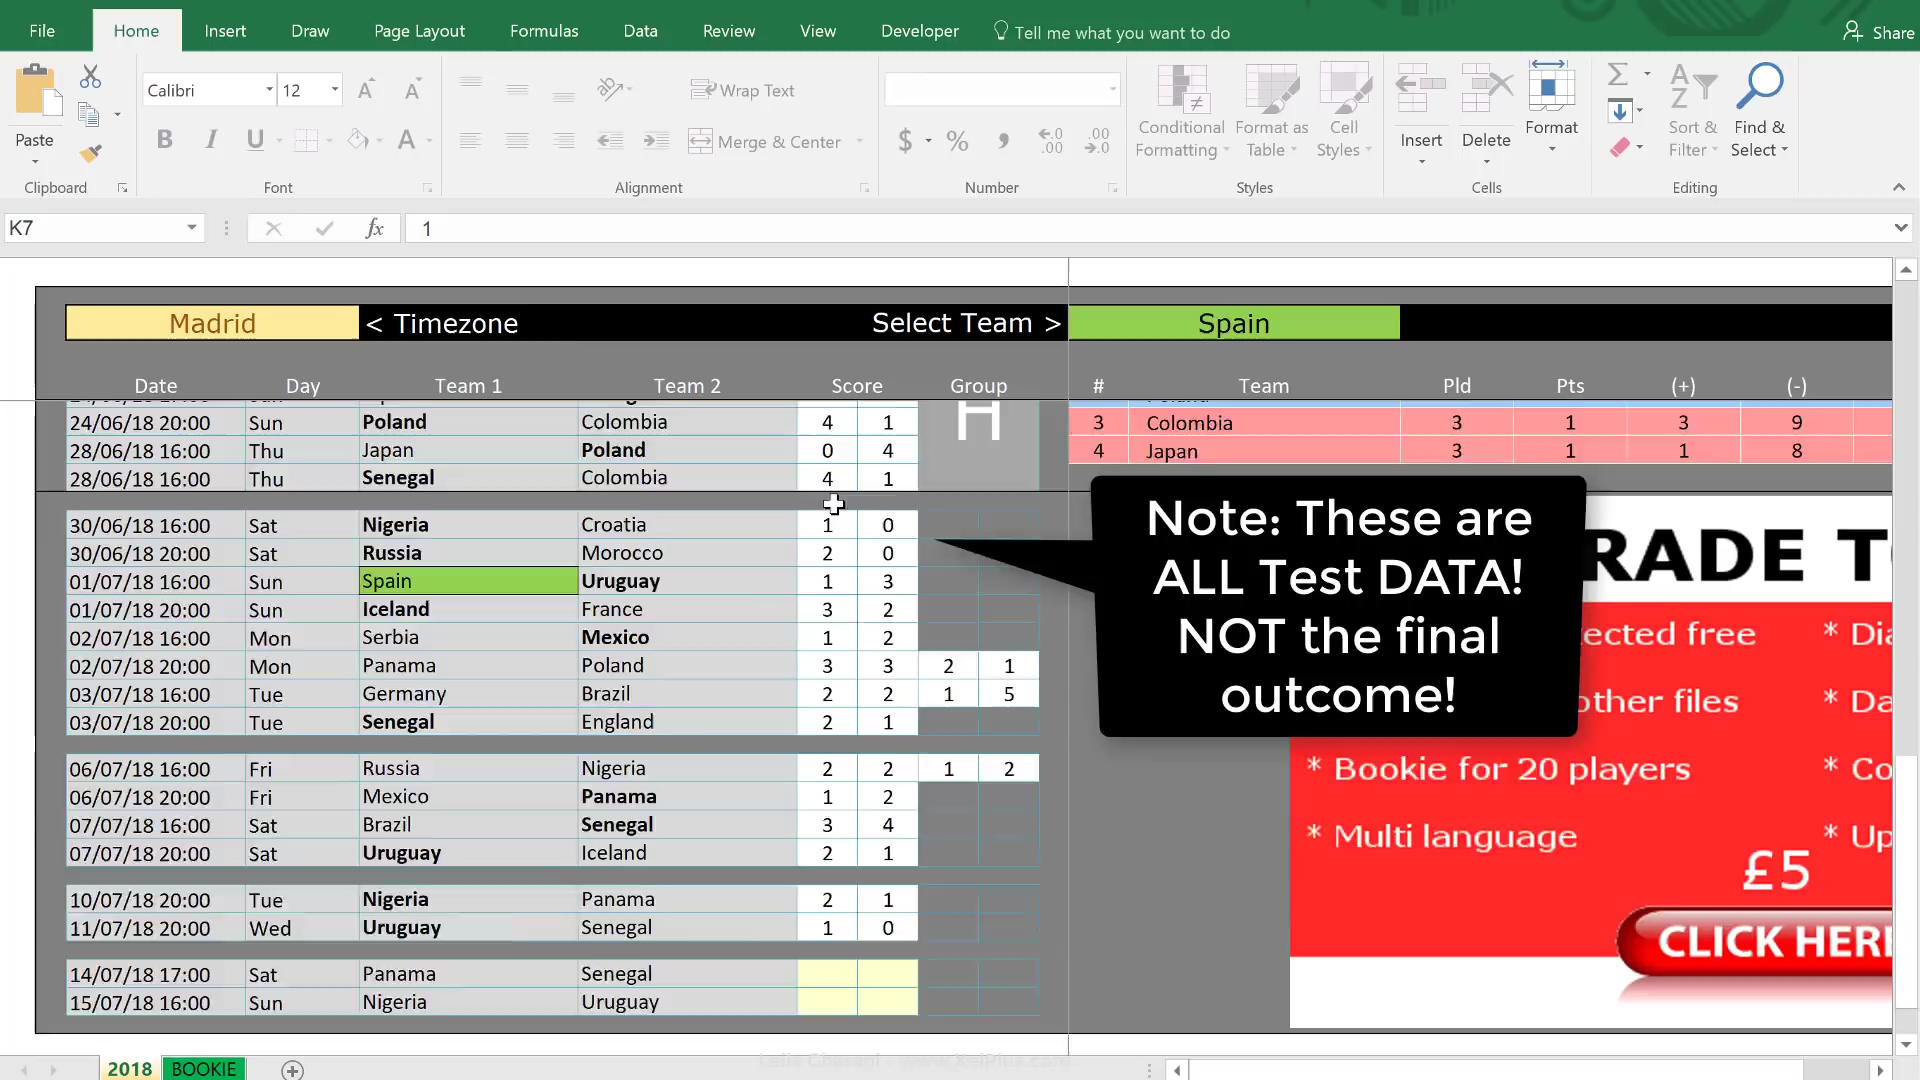 File Home Insert Draw Page Layout Formulas Data Review View Developer Tell me what you want to do Share
Calibri 12 Wrap Text
Paste B I U A Merge & Center $ % Conditional Formatting Format as Table Cell Styles Insert Delete Format Sort & Filter Find & Select
Clipboard Font Alignment Number Styles Cells Editing
K7 fx 1
Madrid < Timezone Select Team > Spain
Date Day Team 1 Team 2 Score Group # Team Pld Pts (+) (-)
24/06/18 20:00 Sun Poland Colombia 4 1 H 3 Colombia 3 1 3 9
28/06/18 16:00 Thu Japan Poland 0 4 4 Japan 3 1 1 8
28/06/18 16:00 Thu Senegal Colombia 4 1
30/06/18 16:00 Sat Nigeria Croatia 1 0
30/06/18 20:00 Sat Russia Morocco 2 0
01/07/18 16:00 Sun Spain Uruguay 1 3
01/07/18 20:00 Sun Iceland France 3 2
02/07/18 16:00 Mon Serbia Mexico 1 2
02/07/18 20:00 Mon Panama Poland 3 3 2 1
03/07/18 16:00 Tue Germany Brazil 2 2 1 5
03/07/18 20:00 Tue Senegal England 2 1
06/07/18 16:00 Fri Russia Nigeria 2 2 1 2
06/07/18 20:00 Fri Mexico Panama 1 2
07/07/18 16:00 Sat Brazil Senegal 3 4
07/07/18 20:00 Sat Uruguay Iceland 2 1
10/07/18 20:00 Tue Nigeria Panama 2 1
11/07/18 20:00 Wed Uruguay Senegal 1 0
14/07/18 17:00 Sat Panama Senegal
15/07/18 16:00 Sun Nigeria Uruguay
Note: These are
ALL Test DATA!
NOT the final
outcome!
RADE T
ected free * Di
other files * Da
* Bookie for 20 players * Co
* Multi language * Up
£5
CLICK HER
2018 BOOKIE